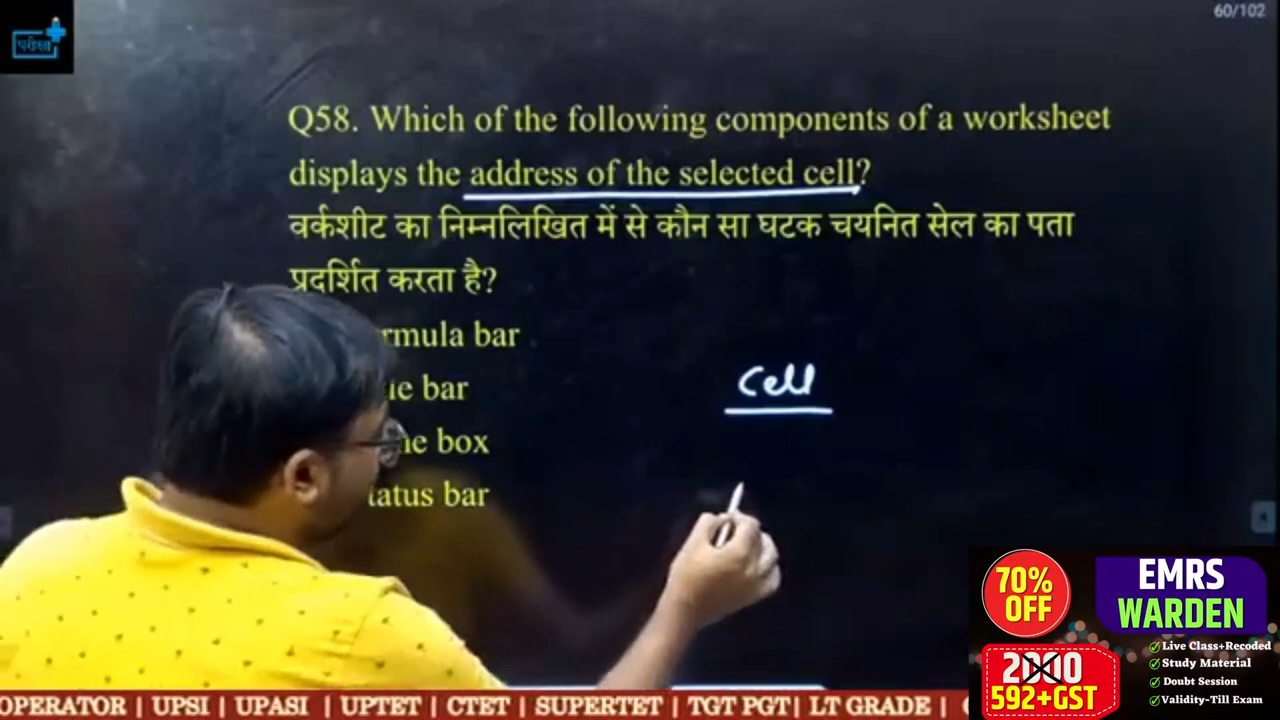 60/102
परीक्षा
Q58. Which of the following components of a worksheet
displays the address of the selected cell?
वर्कशीट का निम्नलिखित में से कौन सा घटक चयनित सेल का पता
प्रदर्शित करता है?
rmula bar
bar
Cell
box
tatus bar
70%
OFF
EMRS
WARDEN
2000
592+GST
✓ Live Class+Recoded
✓ Study Material
✓ Doubt Session
✓ Validity-Till Exam
OPERATOR | UPSI | UPASI | UPTET | CTET | SUPERTET | TGT PGT | LT GRADE |